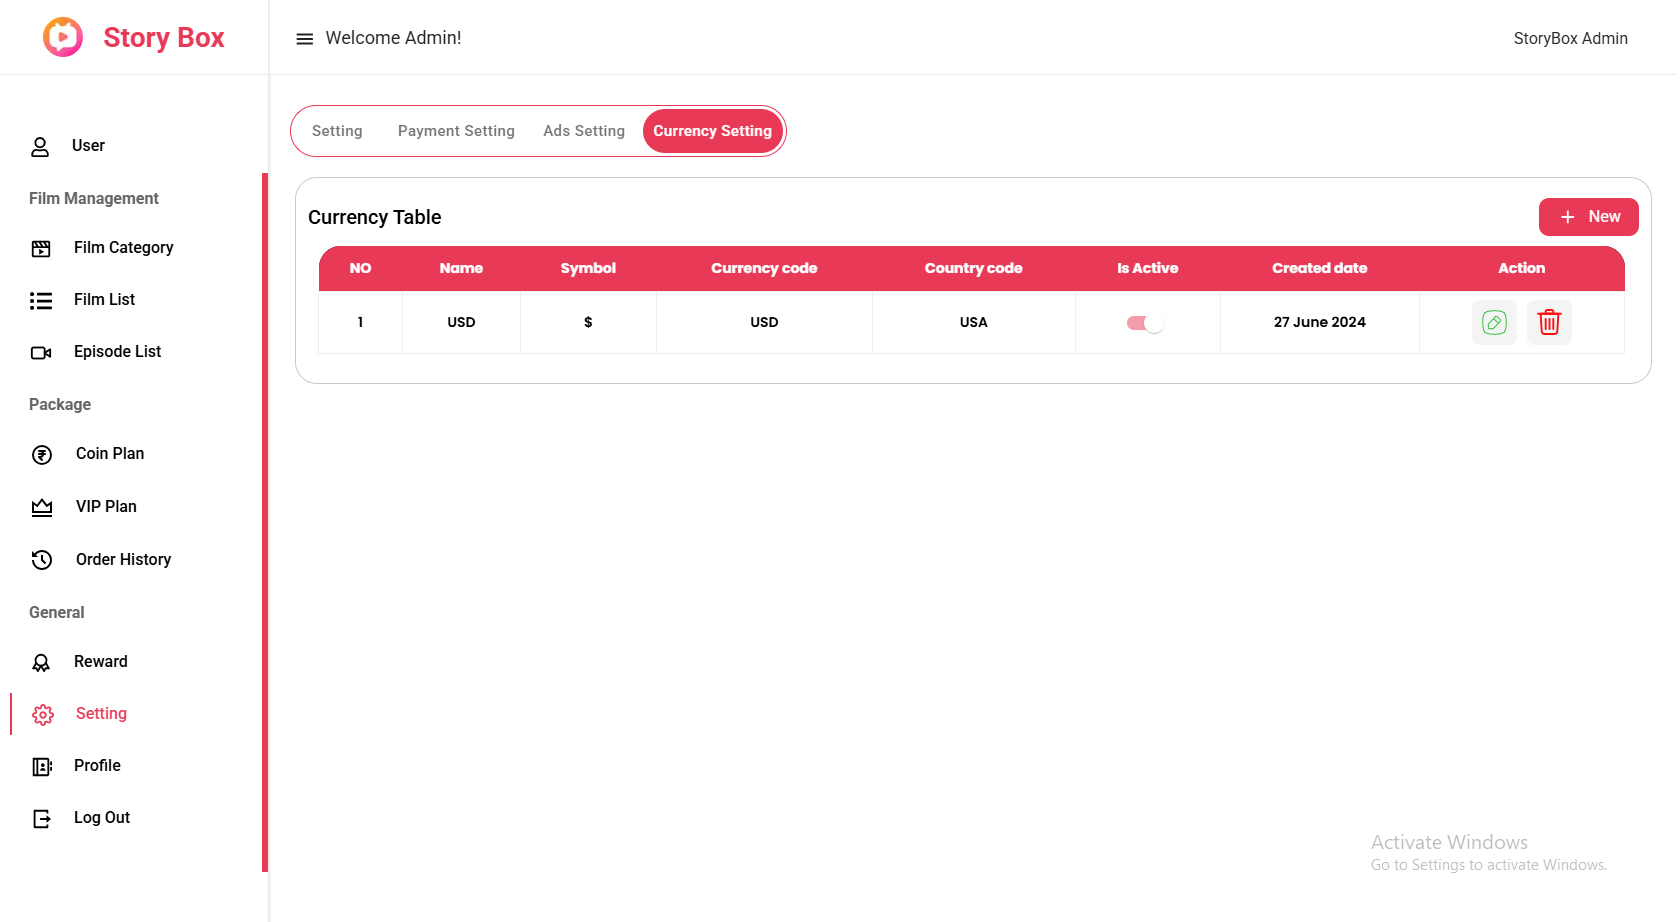 Story Box
Welcome Admin!
StoryBox Admin
User
Film Management
Film Category
Film List
Episode List
Package
Coin Plan
VIP Plan
Order History
General
Reward
Setting
Profile
Log Out
Setting Payment Setting Ads Setting Currency Setting
Currency Table
+ New
NO Name Symbol Currency code Country code Is Active Created date Action
1 USD $ USD USA 27 June 2024
Activate Windows
Go to Settings to activate Windows.